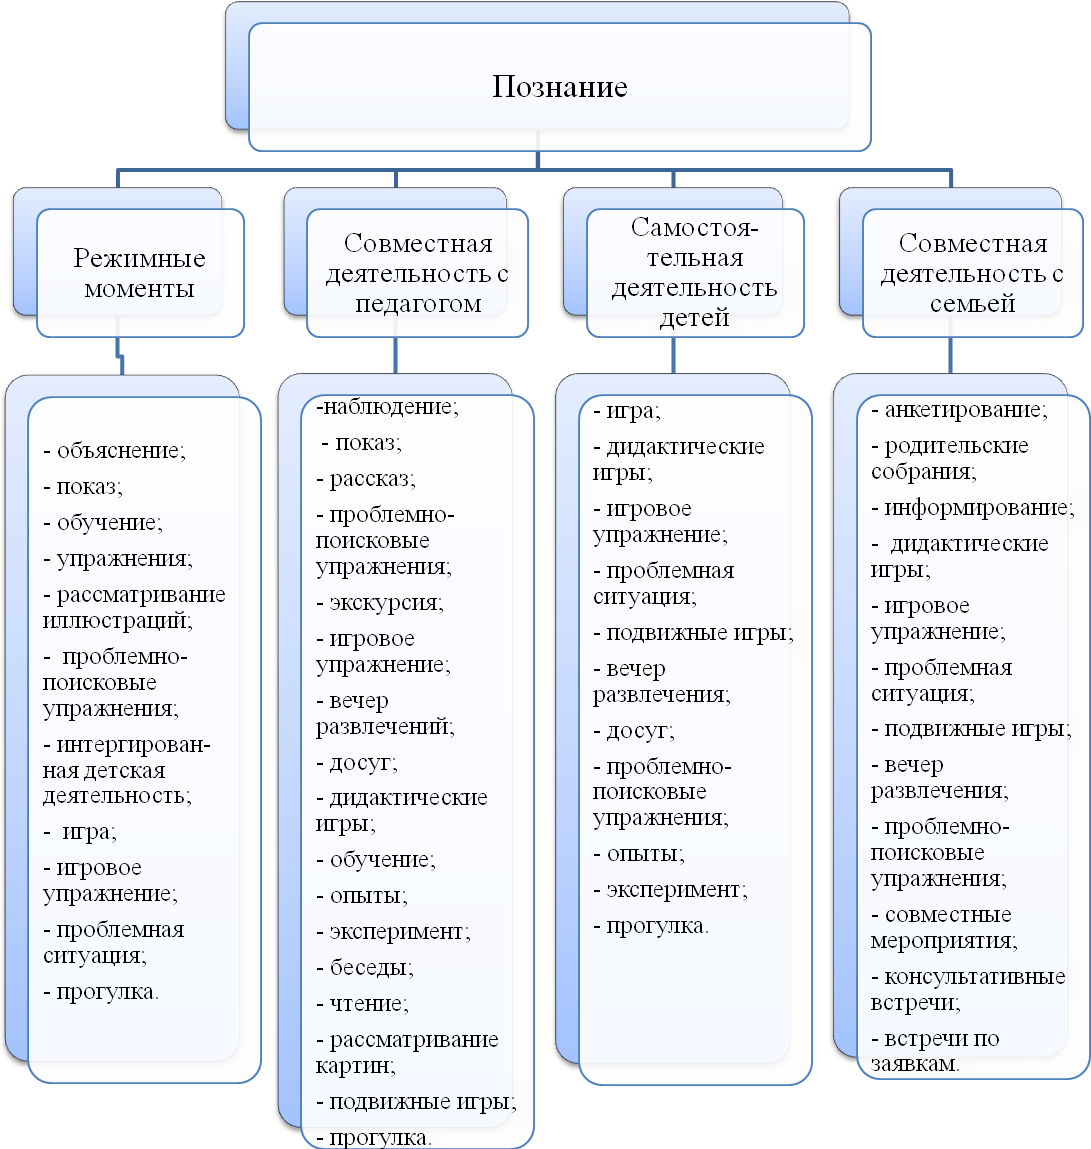 Познание
Режимные
моменты
Совместная
деятельность с
педагогом
Самостоя-
тельная
деятельность
детей
Совместная
деятельность с
семьей
- объяснение;
- показ;
- обучение;
- упражнения;
- рассматривание
иллюстраций;
- проблемно-
поисковые
упражнения;
- интергирован-
ная детская
деятельность;
- игра;
- игровое
упражнение;
- проблемная
ситуация;
- прогулка.
-наблюдение;
- показ;
- рассказ;
- проблемно-
поисковые
упражнения;
- экскурсия;
- игровое
упражнение;
- вечер
развлечений;
- досуг;
- дидактические
игры;
- обучение;
- опыты;
- эксперимент;
- беседы;
- чтение;
- рассматривание
картин;
- подвижные игры;
- прогулка.
- игра;
- дидактические
игры;
- игровое
упражнение;
- проблемная
ситуация;
- подвижные игры;
- вечер
развлечения;
- досуг;
- проблемно-
поисковые
упражнения;
- опыты;
- эксперимент;
- прогулка.
- анкетирование;
- родительские
собрания;
- информирование;
- дидактические
игры;
- игровое
упражнение;
- проблемная
ситуация;
- подвижные игры;
- вечер
развлечения;
- проблемно-
поисковые
упражнения;
- совместные
мероприятия;
- консультативные
встречи;
- встречи по
заявкам.